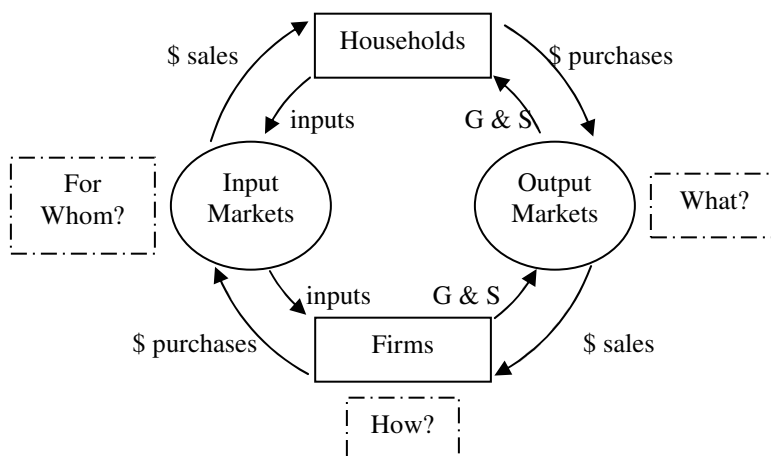 Households
$ sales
$ purchases
inputs
G & S
For
Whom?
Input
Markets
Output
Markets
What?
inputs
G & S
$ purchases
Firms
$ sales
How?